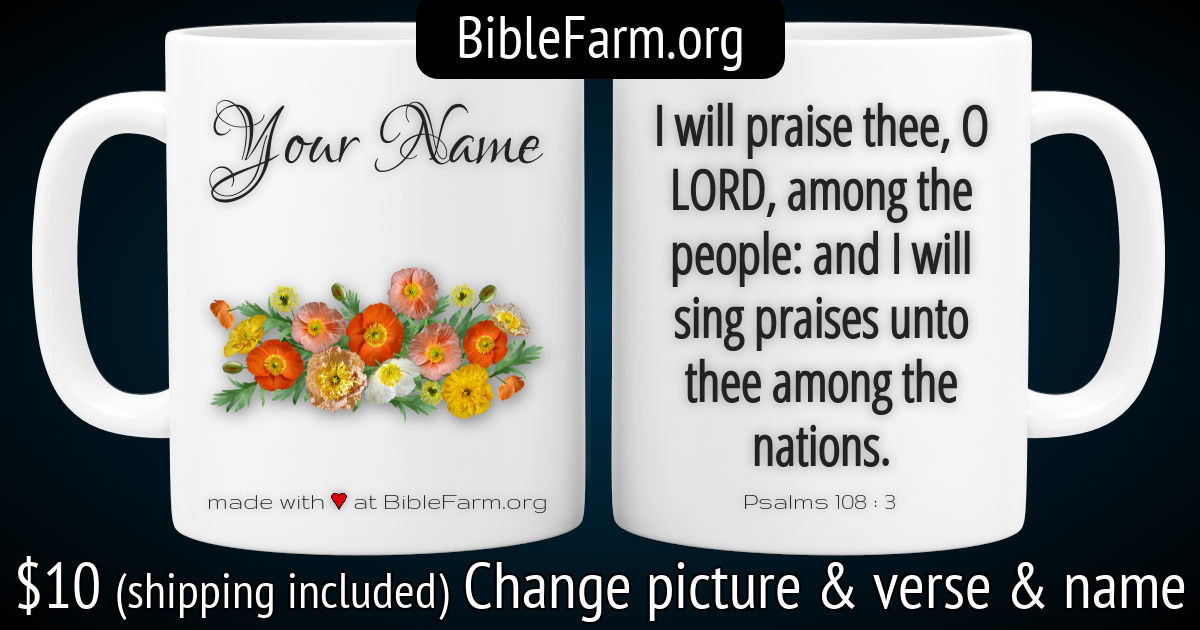 BibleFarm.org
Your Name
made with ♥ at BibleFarm.org
I will praise thee, O
LORD, among the
people: and I will
sing praises unto
thee among the
nations.
Psalms 108 : 3
$10 (shipping included) Change picture & verse & name